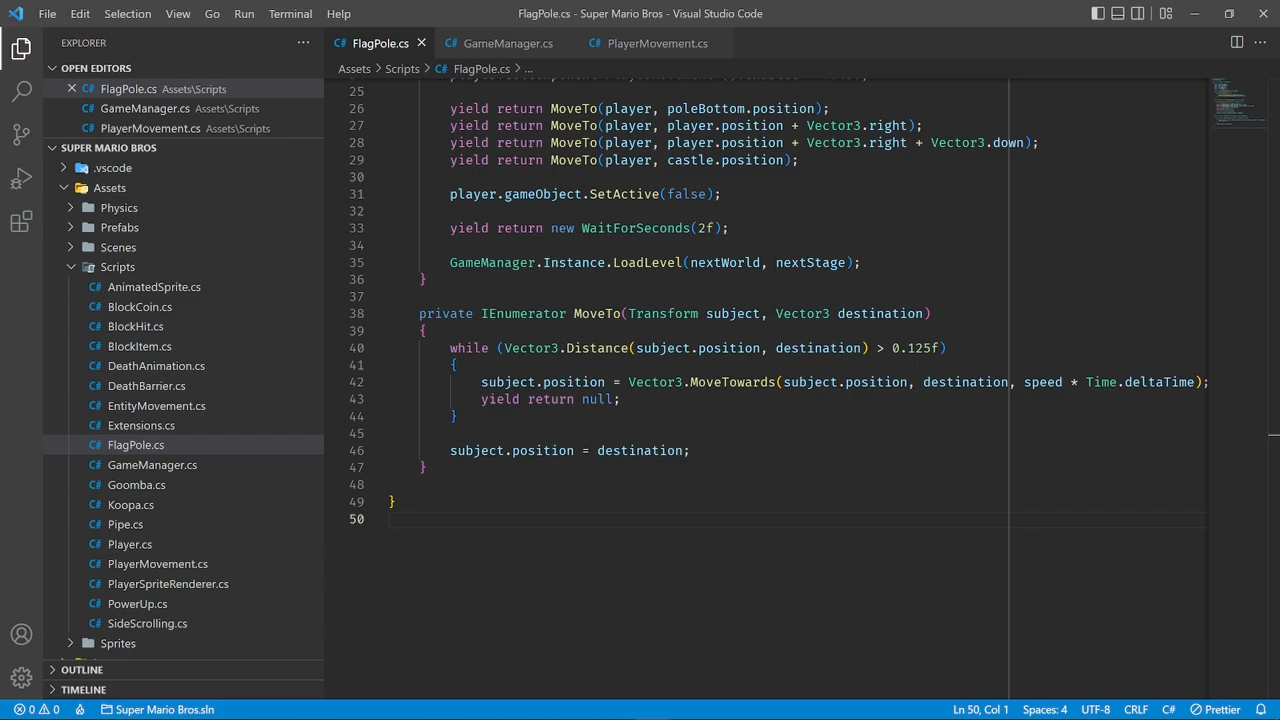 File Edit Selection View Go Run Terminal Help
FlagPole.cs - Super Mario Bros - Visual Studio Code
EXPLORER
OPEN EDITORS
FlagPole.cs Assets\Scripts
GameManager.cs Assets\Scripts
PlayerMovement.cs Assets\Scripts
SUPER MARIO BROS
.vscode
Assets
Physics
Prefabs
Scenes
Scripts
C# AnimatedSprite.cs
C# BlockCoin.cs
C# BlockHit.cs
C# BlockItem.cs
C# DeathAnimation.cs
C# DeathBarrier.cs
C# EntityMovement.cs
C# Extensions.cs
C# FlagPole.cs
C# GameManager.cs
C# Goomba.cs
C# Koopa.cs
C# Pipe.cs
C# Player.cs
C# PlayerMovement.cs
C# PlayerSpriteRenderer.cs
C# PowerUp.cs
C# SideScrolling.cs
Sprites
OUTLINE
TIMELINE
C# FlagPole.cs C# GameManager.cs C# PlayerMovement.cs
Assets > Scripts > C# FlagPole.cs > ...
25
26 yield return MoveTo(player, poleBottom.position);
27 yield return MoveTo(player, player.position + Vector3.right);
28 yield return MoveTo(player, player.position + Vector3.right + Vector3.down);
29 yield return MoveTo(player, castle.position);
30
31 player.gameObject.SetActive(false);
32
33 yield return new WaitForSeconds(2f);
34
35 GameManager.Instance.LoadLevel(nextWorld, nextStage);
36 }
37
38 private IEnumerator MoveTo(Transform subject, Vector3 destination)
39 {
40 while (Vector3.Distance(subject.position, destination) > 0.125f)
41 {
42 subject.position = Vector3.MoveTowards(subject.position, destination, speed * Time.deltaTime);
43 yield return null;
44 }
45
46 subject.position = destination;
47 }
48
49 }
50
0 0 Super Mario Bros.sln Ln 50, Col 1 Spaces: 4 UTF-8 CRLF C# Prettier